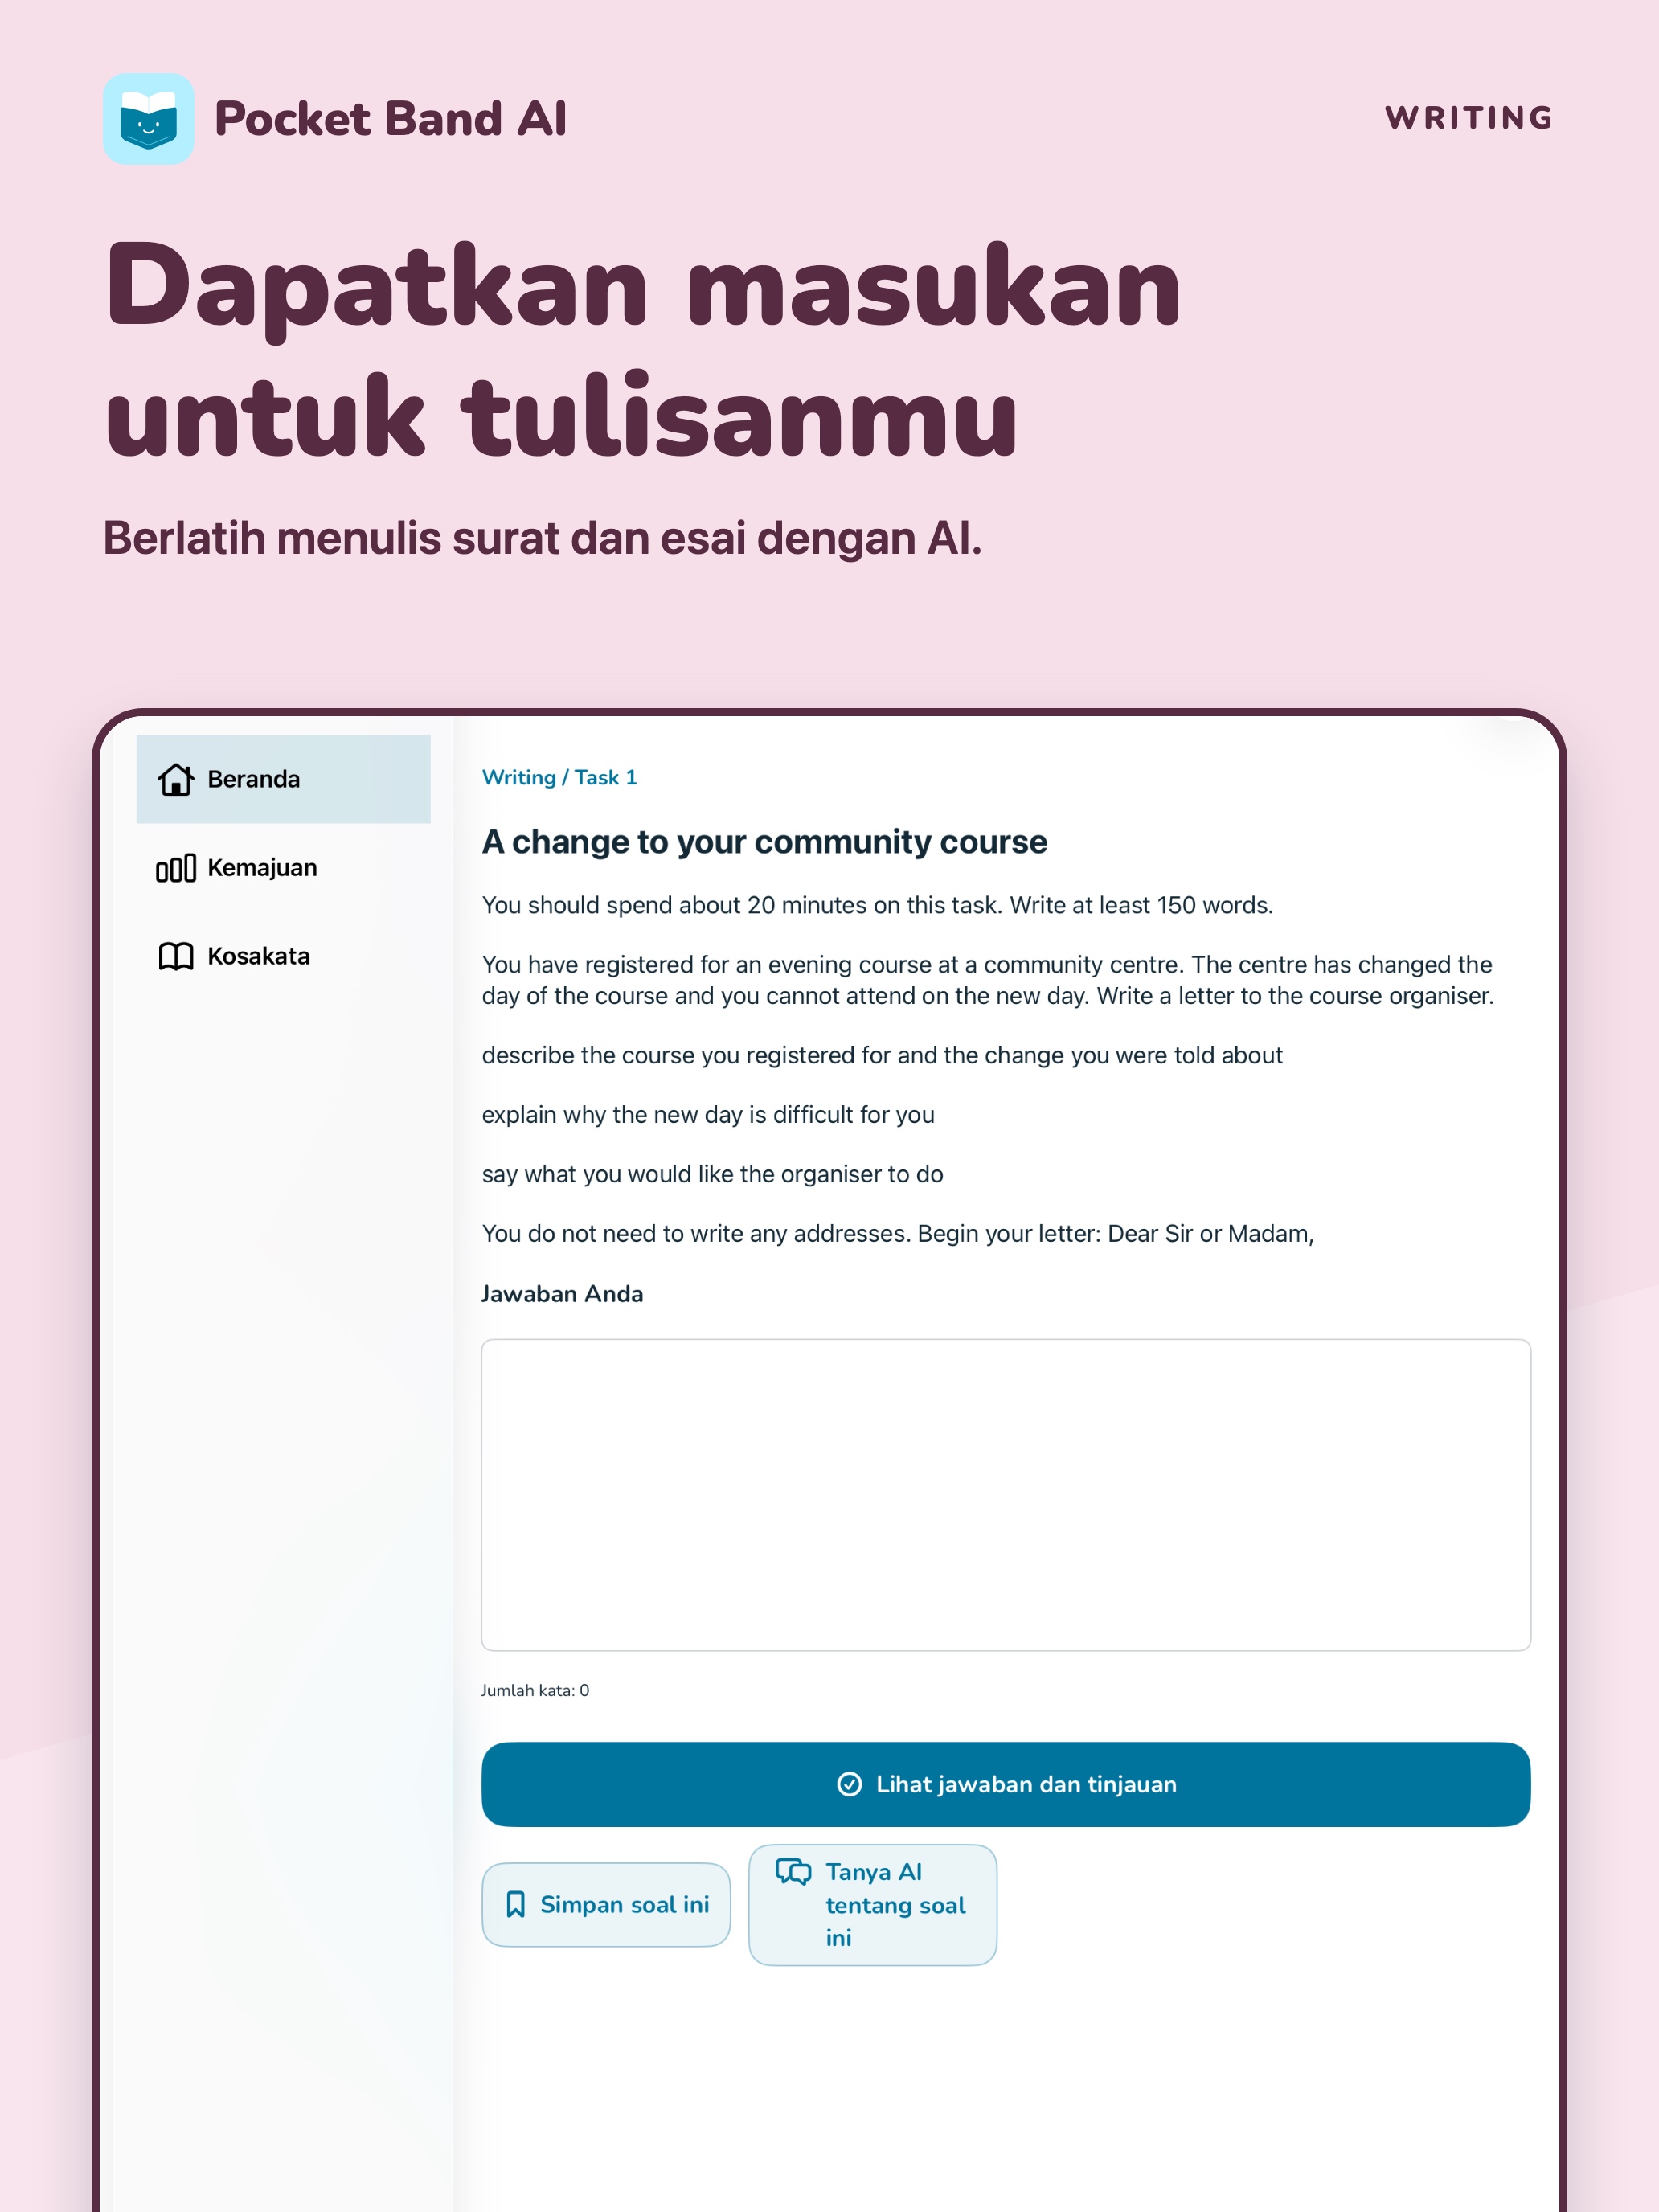 Pocket Band AI
WRITING
Dapatkan masukan
untuk tulisanmu
Berlatih menulis surat dan esai dengan AI.
Beranda
Kemajuan
Kosakata
Writing / Task 1
A change to your community course
You should spend about 20 minutes on this task. Write at least 150 words.
You have registered for an evening course at a community centre. The centre has changed the
day of the course and you cannot attend on the new day. Write a letter to the course organiser.
describe the course you registered for and the change you were told about
explain why the new day is difficult for you
say what you would like the organiser to do
You do not need to write any addresses. Begin your letter: Dear Sir or Madam,
Jawaban Anda
Jumlah kata: 0
Lihat jawaban dan tinjauan
Simpan soal ini
Tanya AI
tentang soal
ini